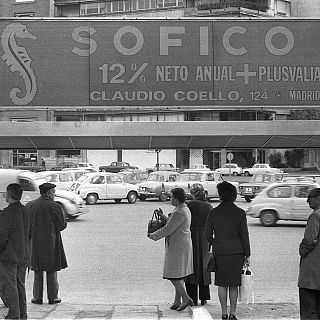 SOFICO
12% NETO ANUAL+PLUSVALIA
CLAUDIO COELLO, 124 - MADRID